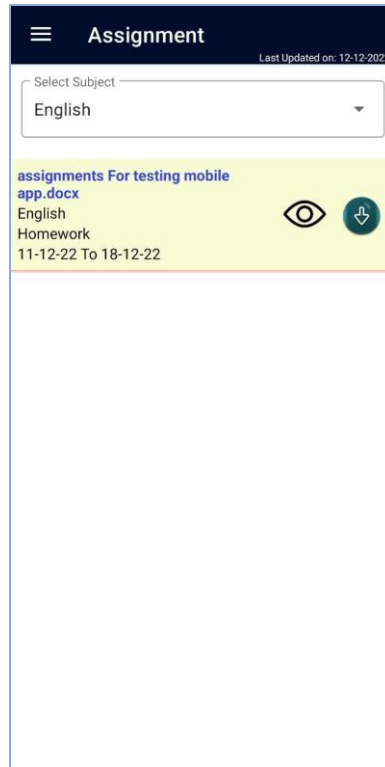 Assignment
Last Updated on: 12-12-202
Select Subject
English
assignments For testing mobile
app.docx
English
Homework
11-12-22 To 18-12-22